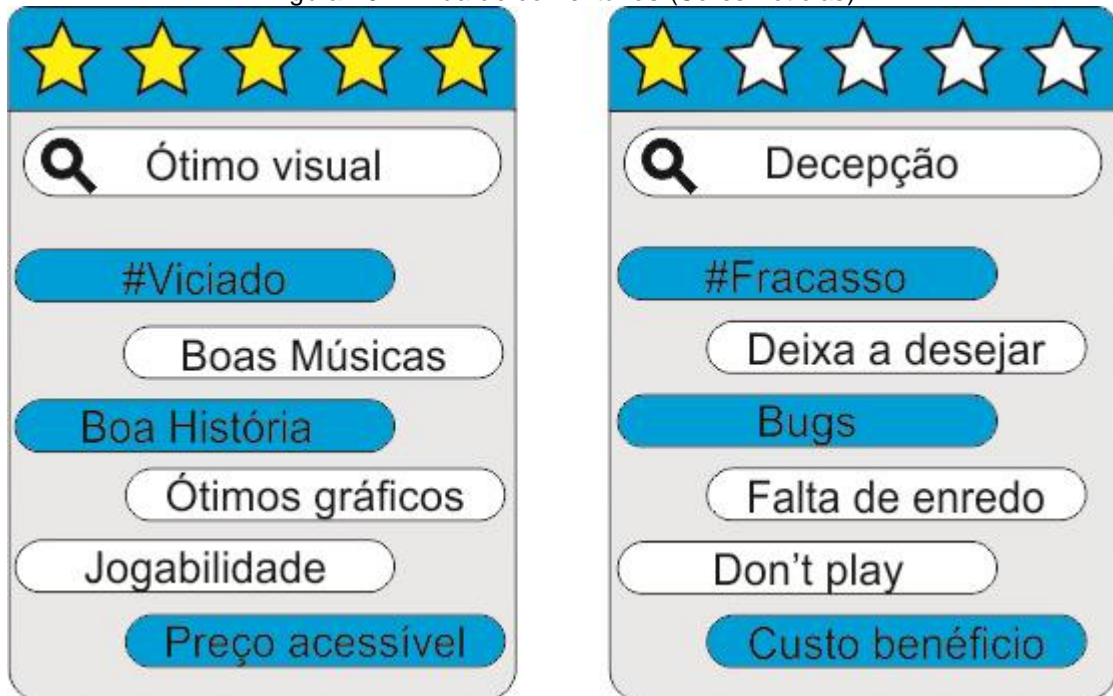 Ótimo visual
#Viciado
Boas Músicas
Boa História
Ótimos gráficos
Jogabilidade
Preço acessível
Decepção
#Fracasso
Deixa a desejar
Bugs
Falta de enredo
Don't play
Custo benéficio